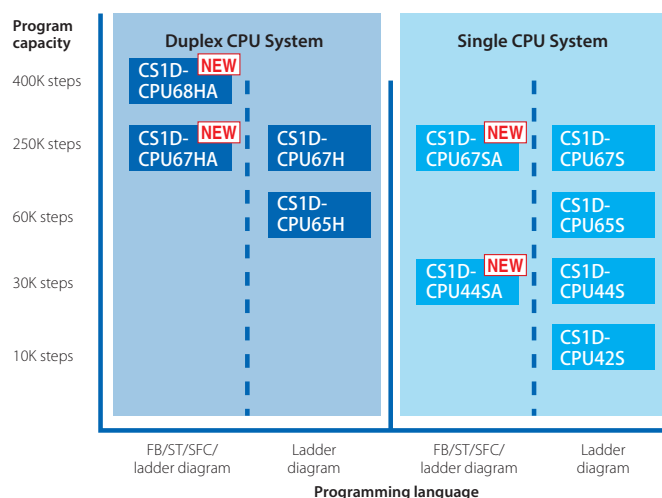 Program
capacity
Duplex CPU System
Single CPU System
400K steps
CS1D-
CPU68HA
NEW
250K steps
CS1D-
CPU67HA
NEW
CS1D-
CPU67H
CS1D-
CPU67SA
NEW
CS1D-
CPU67S
60K steps
CS1D-
CPU65H
CS1D-
CPU65S
30K steps
CS1D-
CPU44SA
NEW
CS1D-
CPU44S
10K steps
CS1D-
CPU42S
FB/ST/SFC/
ladder diagram
Ladder
diagram
FB/ST/SFC/
ladder diagram
Ladder
diagram
Programming language